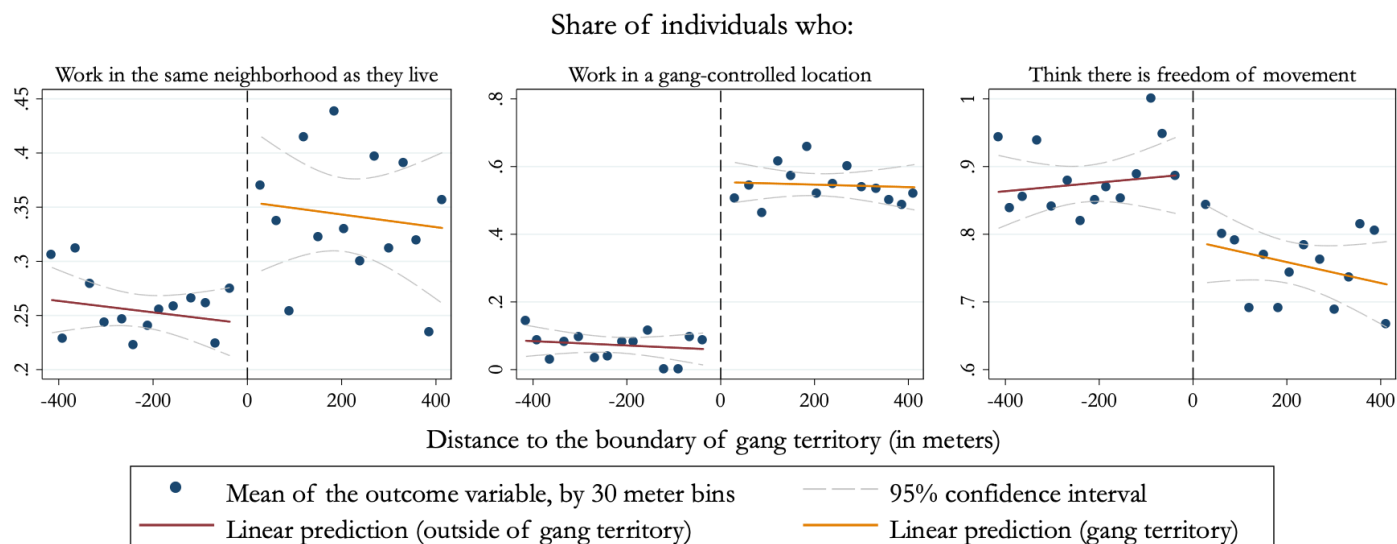 Share of individuals who:
Work in the same neighborhood as they live
Work in a gang-controlled location
Think there is freedom of movement
.45
.4
.35
.3
.25
.2
-400 -200 0 200 400
.8
.6
.4
.2
0
-400 -200 0 200 400
1
.9
.8
.7
.6
-400 -200 0 200 400
Distance to the boundary of gang territory (in meters)
Mean of the outcome variable, by 30 meter bins
95% confidence interval
Linear prediction (outside of gang territory)
Linear prediction (gang territory)